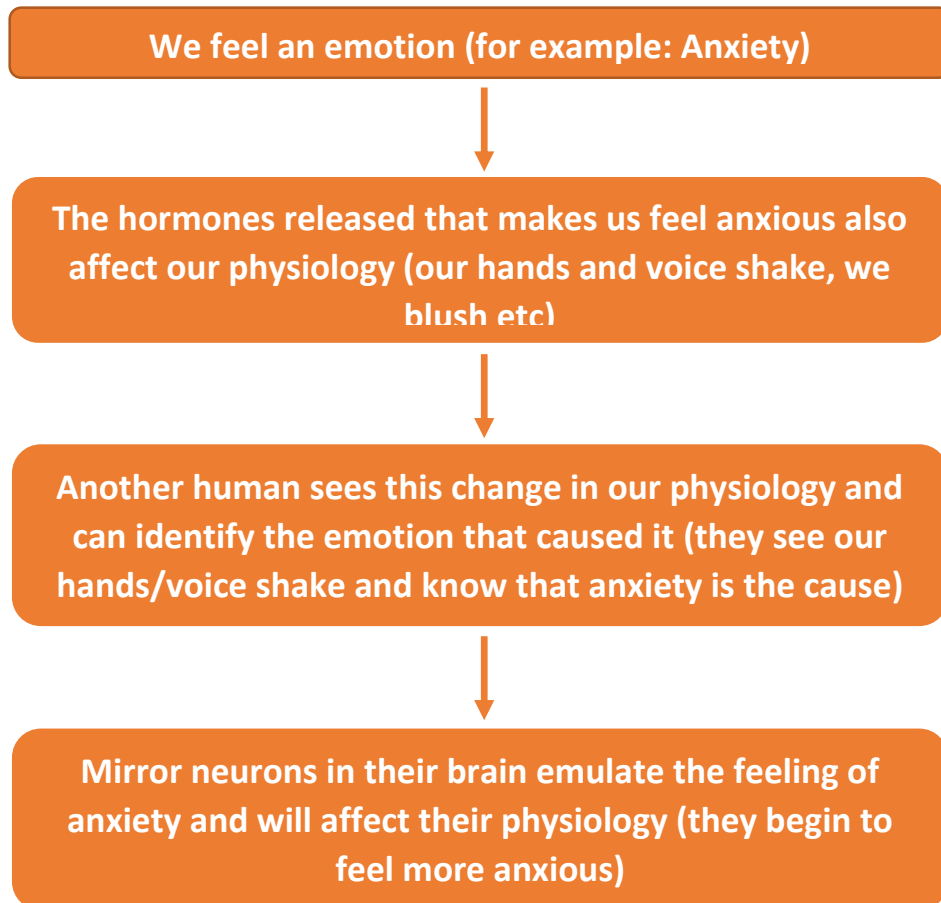 We feel an emotion (for example: Anxiety)
The hormones released that makes us feel anxious also
affect our physiology (our hands and voice shake, we
blush etc)
Another human sees this change in our physiology and
can identify the emotion that caused it (they see our
hands/voice shake and know that anxiety is the cause)
Mirror neurons in their brain emulate the feeling of
anxiety and will affect their physiology (they begin to
feel more anxious)